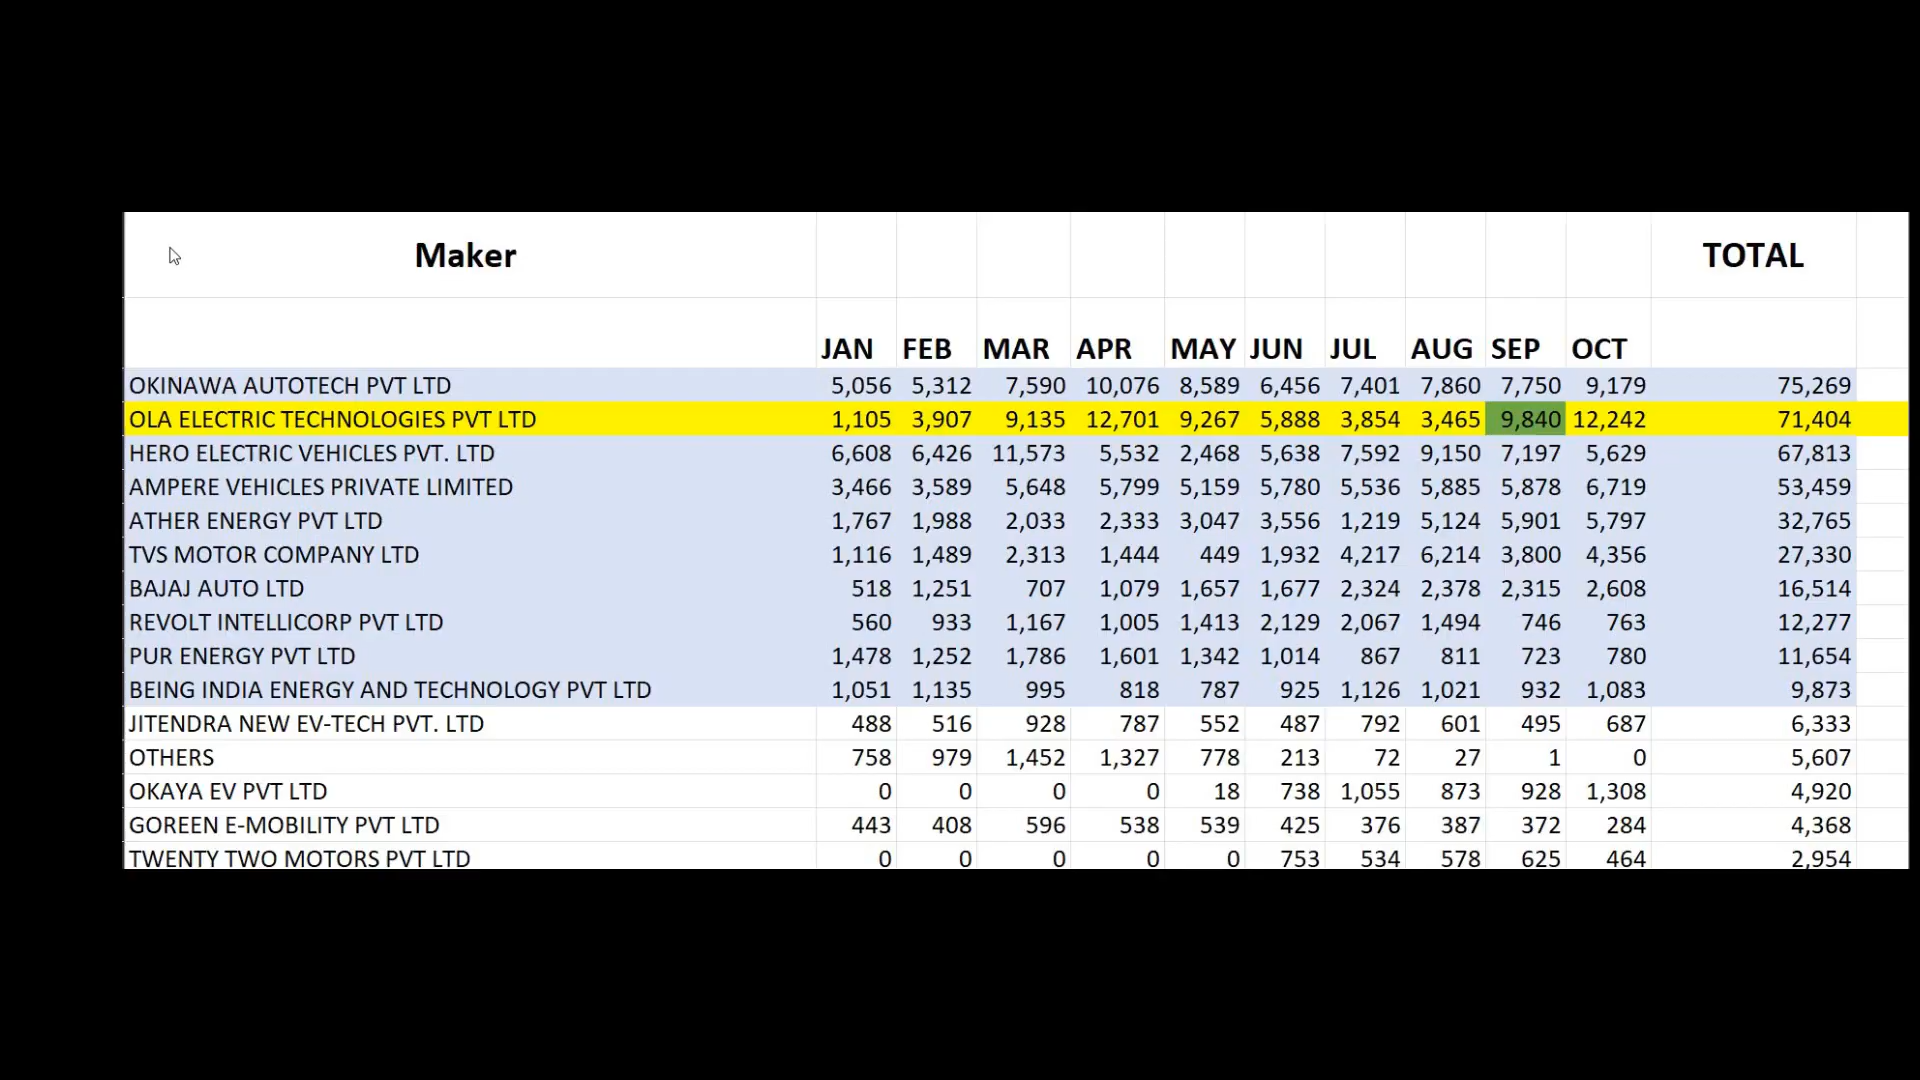 Maker TOTAL
JAN FEB MAR APR MAY JUN JUL AUG SEP OCT
OKINAWA AUTOTECH PVT LTD 5,056 5,312 7,590 10,076 8,589 6,456 7,401 7,860 7,750 9,179 75,269
OLA ELECTRIC TECHNOLOGIES PVT LTD 1,105 3,907 9,135 12,701 9,267 5,888 3,854 3,465 9,840 12,242 71,404
HERO ELECTRIC VEHICLES PVT. LTD 6,608 6,426 11,573 5,532 2,468 5,638 7,592 9,150 7,197 5,629 67,813
AMPERE VEHICLES PRIVATE LIMITED 3,466 3,589 5,648 5,799 5,159 5,780 5,536 5,885 5,878 6,719 53,459
ATHER ENERGY PVT LTD 1,767 1,988 2,033 2,333 3,047 3,556 1,219 5,124 5,901 5,797 32,765
TVS MOTOR COMPANY LTD 1,116 1,489 2,313 1,444 449 1,932 4,217 6,214 3,800 4,356 27,330
BAJAJ AUTO LTD 518 1,251 707 1,079 1,657 1,677 2,324 2,378 2,315 2,608 16,514
REVOLT INTELLICORP PVT LTD 560 933 1,167 1,005 1,413 2,129 2,067 1,494 746 763 12,277
PUR ENERGY PVT LTD 1,478 1,252 1,786 1,601 1,342 1,014 867 811 723 780 11,654
BEING INDIA ENERGY AND TECHNOLOGY PVT LTD 1,051 1,135 995 818 787 925 1,126 1,021 932 1,083 9,873
JITENDRA NEW EV-TECH PVT. LTD 488 516 928 787 552 487 792 601 495 687 6,333
OTHERS 758 979 1,452 1,327 778 213 72 27 1 0 5,607
OKAYA EV PVT LTD 0 0 0 0 18 738 1,055 873 928 1,308 4,920
GOREEN E-MOBILITY PVT LTD 443 408 596 538 539 425 376 387 372 284 4,368
TWENTY TWO MOTORS PVT LTD 0 0 0 0 0 753 534 578 625 464 2,954